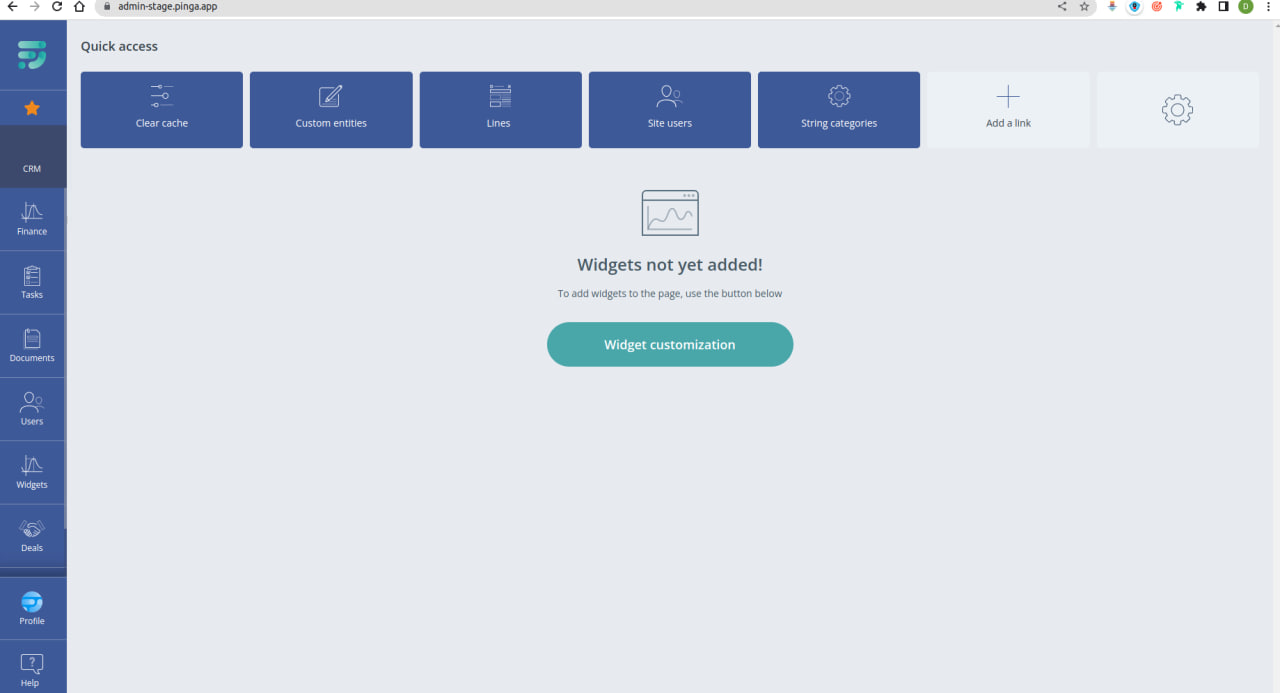 admin-stage.pinga.app
D
Quick access
Clear cache
Custom entities
Lines
Site users
String categories
Add a link
CRM
Finance
Tasks
Documents
Users
Widgets
Deals
Profile
?
Help
Widgets not yet added!
To add widgets to the page, use the button below
Widget customization